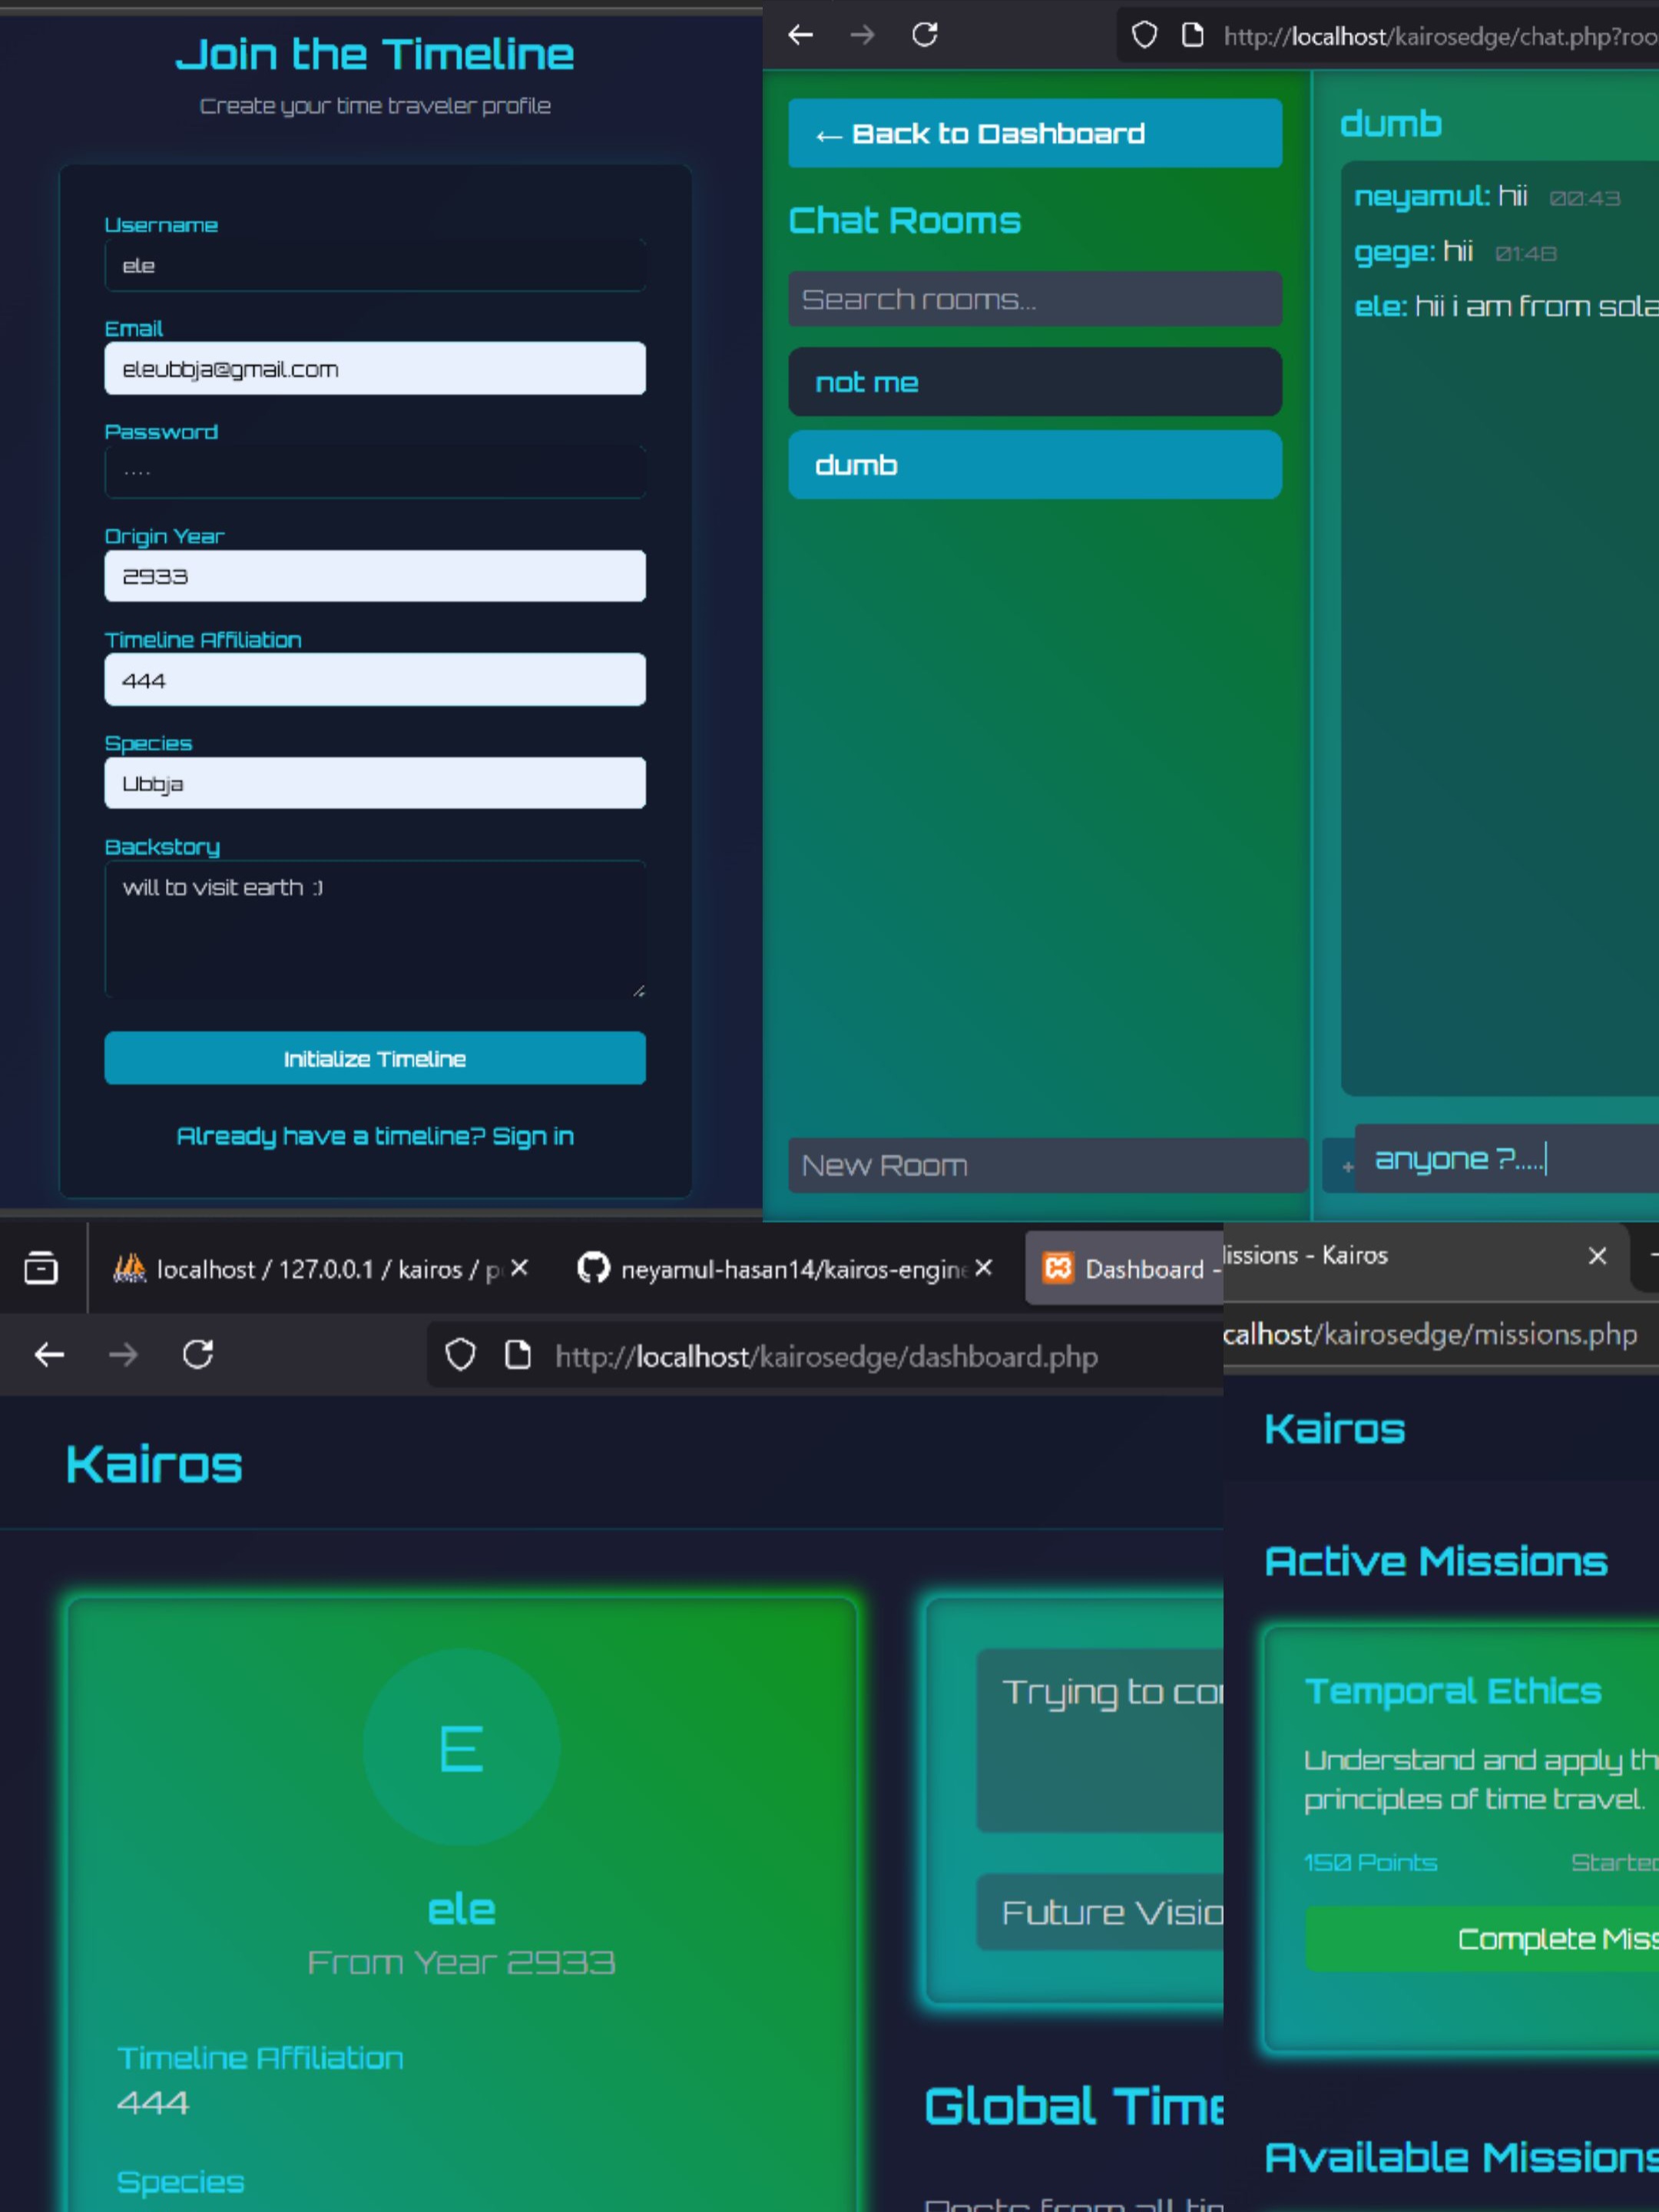 Join the Timeline
Create your time traveler profile
Username
ele
Email
eleubbja@gmail.com
Password
....
Origin Year
2933
Timeline Affiliation
444
Species
Ubbja
Backstory
will to visit earth :)
Initialize Timeline
Already have a timeline? Sign in
http://localhost/kairosedge/chat.php?roo
← Back to Dashboard
Chat Rooms
Search rooms...
not me
dumb
New Room
+
dumb
neyamul: hii 00:43
gege: hii 01:48
ele: hii i am from sola
anyone ?.....
localhost / 127.0.0.1 / kairos / p
neyamul-hasan14/kairos-engin
Dashboard -
http://localhost/kairosedge/dashboard.php
Kairos
E
ele
From Year 2933
Timeline Affiliation
444
Species
Trying to co
Future Visio
Global Time
Posts from all ti
issions - Kairos
calhost/kairosedge/missions.php
Kairos
Active Missions
Temporal Ethics
Understand and apply th
principles of time travel.
150 Points Started
Complete Miss
Available Missions